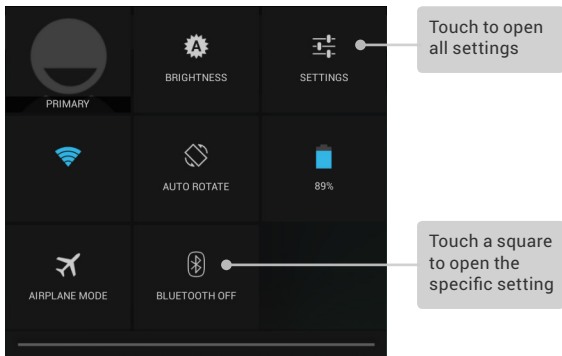 Touch to open
all settings
A
BRIGHTNESS
SETTINGS
PRIMARY
AUTO ROTATE
89%
Touch a square
to open the
specific setting
AIRPLANE MODE
BLUETOOTH OFF